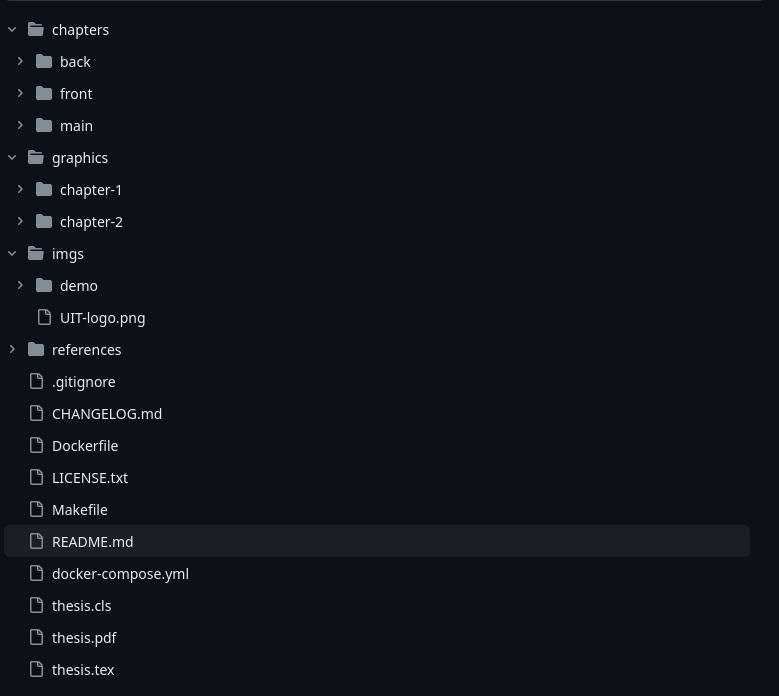 chapters
back
front
main
graphics
chapter-1
chapter-2
imgs
demo
UIT-logo.png
references
.gitignore
CHANGELOG.md
Dockerfile
LICENSE.txt
Makefile
README.md
docker-compose.yml
thesis.cls
thesis.pdf
thesis.tex